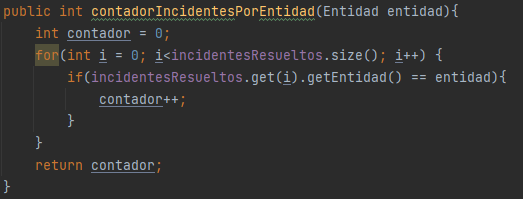 public int contadorIncidentesPorEntidad(Entidad entidad){
    int contador = 0;
    for(int i = 0; i<incidentesResueltos.size(); i++) {
        if(incidentesResueltos.get(i).getEntidad() == entidad){
            contador++;
        }
    }
    return contador;
}